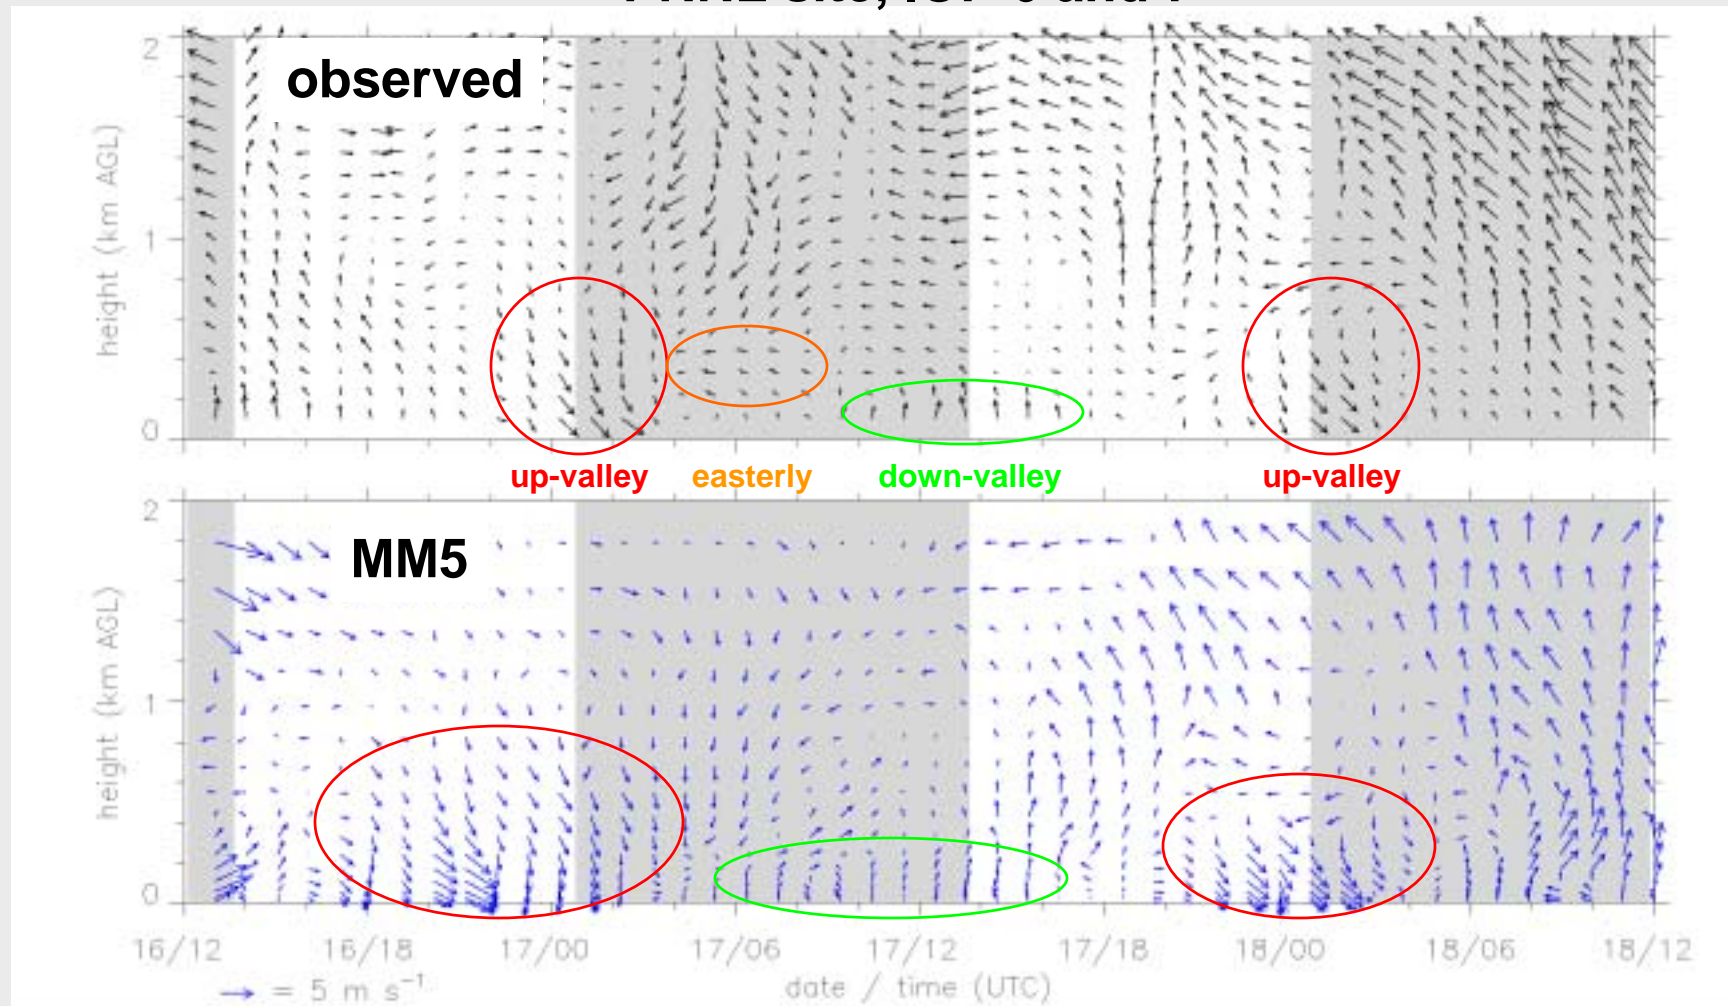 observed
2
1
0
height (km AGL)
up-valley easterly down-valley up-valley
MM5
2
1
0
height (km AGL)
16/12 16/18 17/00 17/06 17/12 17/18 18/00 18/06 18/12
= 5 m s⁻¹ date / time (UTC)